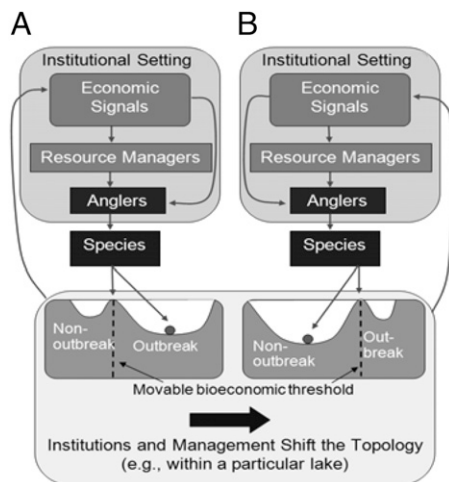 A
B
Institutional Setting
Economic
Signals
Resource Managers
Anglers
Species
Institutional Setting
Economic
Signals
Resource Managers
Anglers
Species
Non-
outbreak
Outbreak
Non-
outbreak
Out-
break
Movable bioeconomic threshold
Institutions and Management Shift the Topology
(e.g., within a particular lake)